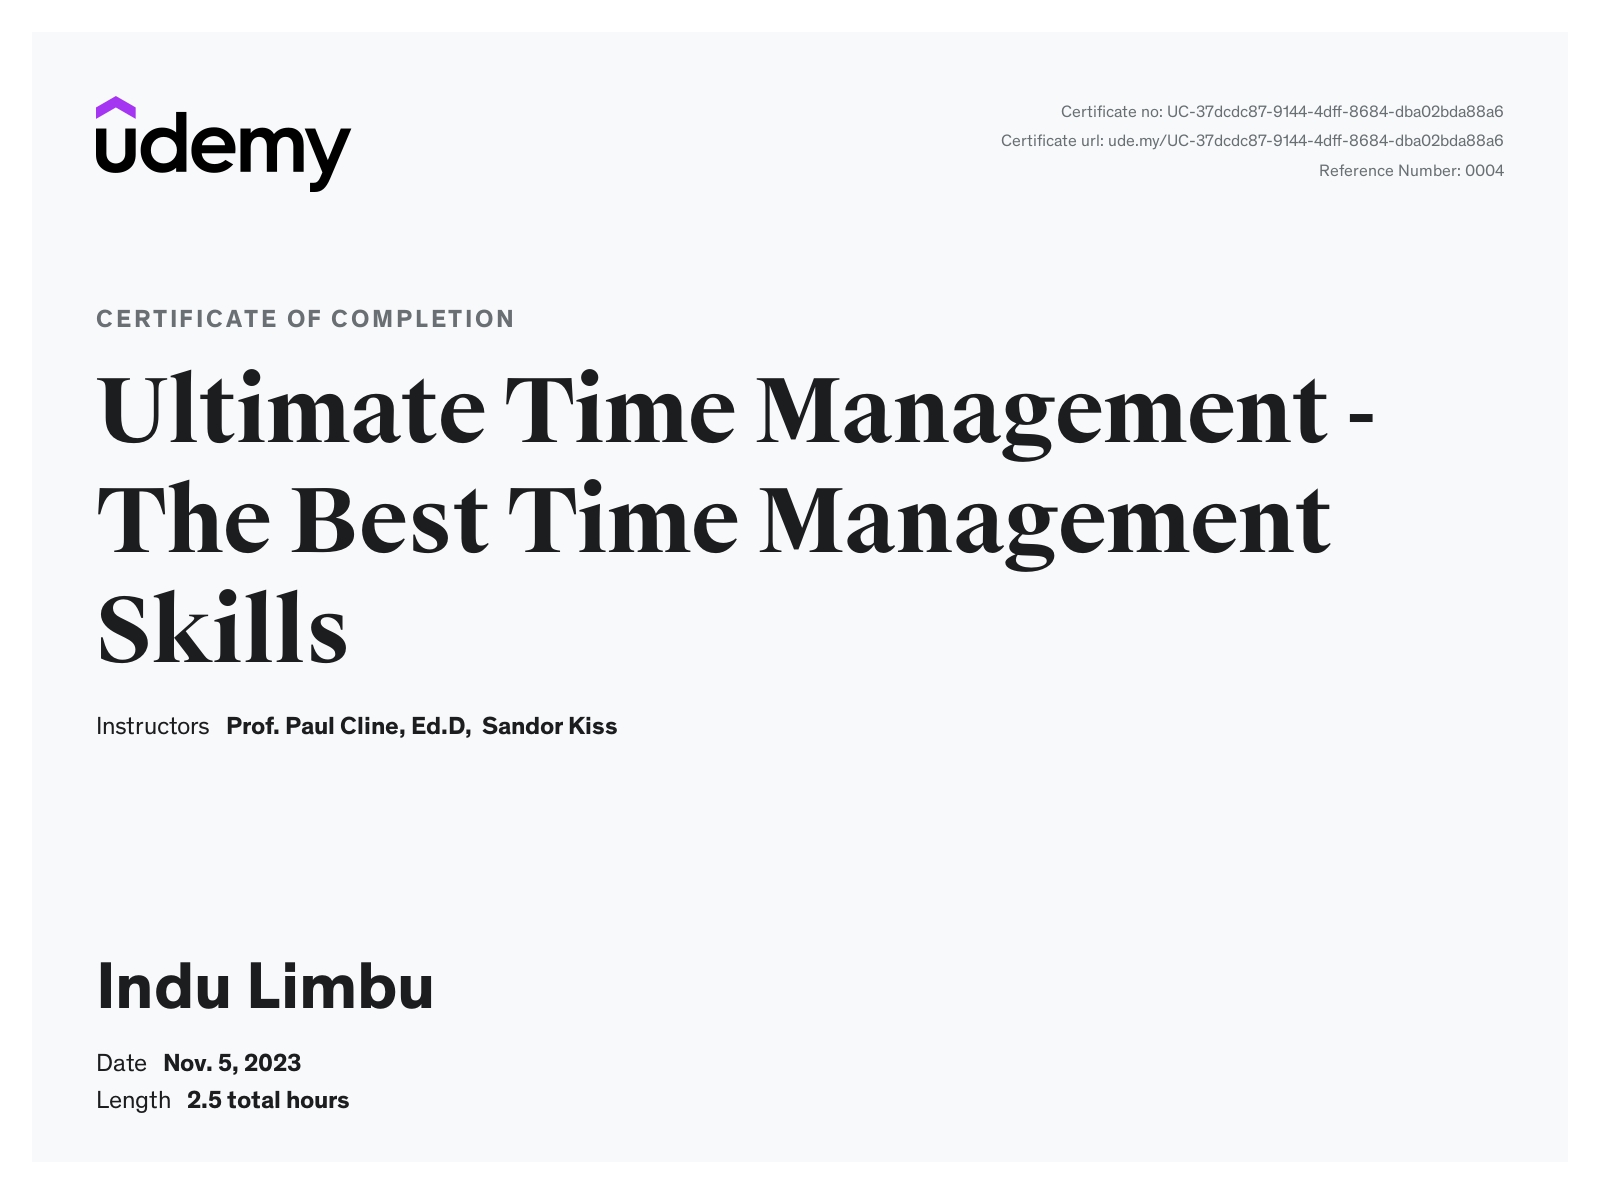 udemy
Certificate no: UC-37dcdc87-9144-4dff-8684-dba02bda88a6
Certificate url: ude.my/UC-37dcdc87-9144-4dff-8684-dba02bda88a6
Reference Number: 0004
CERTIFICATE OF COMPLETION
Ultimate Time Management -
The Best Time Management
Skills
Instructors Prof. Paul Cline, Ed.D, Sandor Kiss
Indu Limbu
Date Nov. 5, 2023
Length 2.5 total hours